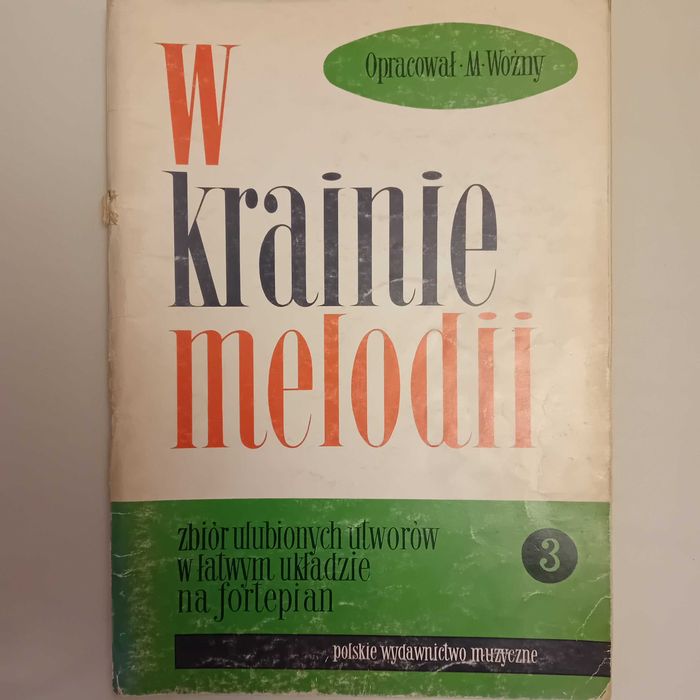 Opracował · M · Woźny
W
krainie
melodii
zbiór ulubionych utworów
w łatwym układzie
na fortepian
3
polskie wydawnictwo muzyczne